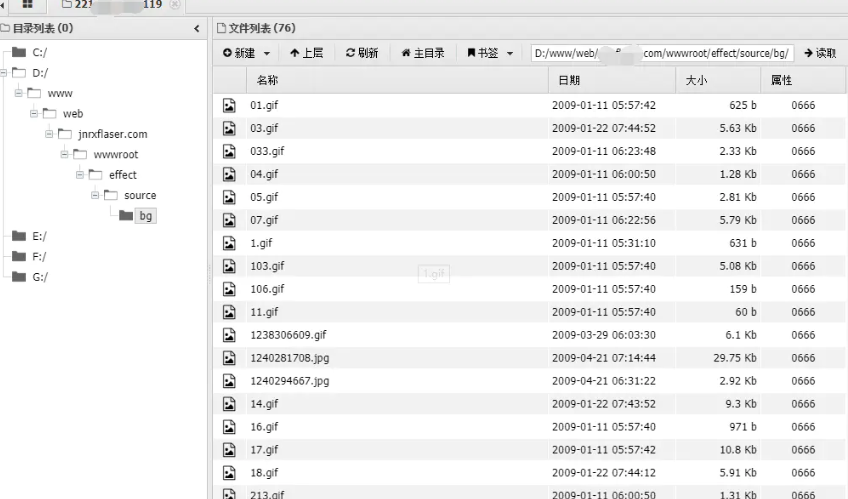 221 119
目录列表 (0)
C:/
D:/
www
web
jnrxflaser.com
wwwroot
effect
source
bg
E:/
F:/
G:/
文件列表 (76)
新建 上层 刷新 主目录 书签 D:/www/web/ .com/wwwroot/effect/source/bg/ 读取
名称 日期 大小 属性
01.gif 2009-01-11 05:57:42 625 b 0666
03.gif 2009-01-22 07:44:52 5.63 Kb 0666
033.gif 2009-01-11 06:23:48 2.33 Kb 0666
04.gif 2009-01-11 06:00:50 1.28 Kb 0666
05.gif 2009-01-11 05:57:40 2.81 Kb 0666
07.gif 2009-01-11 06:22:56 5.79 Kb 0666
1.gif 2009-01-11 05:31:10 631 b 0666
103.gif 2009-01-11 05:57:40 5.08 Kb 0666
1.gif
106.gif 2009-01-11 05:57:40 159 b 0666
11.gif 2009-01-11 05:57:40 60 b 0666
1238306609.gif 2009-03-29 06:03:30 6.1 Kb 0666
1240281708.jpg 2009-04-21 07:14:44 29.75 Kb 0666
1240294667.jpg 2009-04-21 06:31:22 2.92 Kb 0666
14.gif 2009-01-22 07:43:52 9.3 Kb 0666
16.gif 2009-01-11 05:57:40 971 b 0666
17.gif 2009-01-11 05:57:42 10.8 Kb 0666
18.gif 2009-01-22 07:44:12 5.91 Kb 0666
213.gif 2009-01-11 06:00:50 1.31 Kb 0666